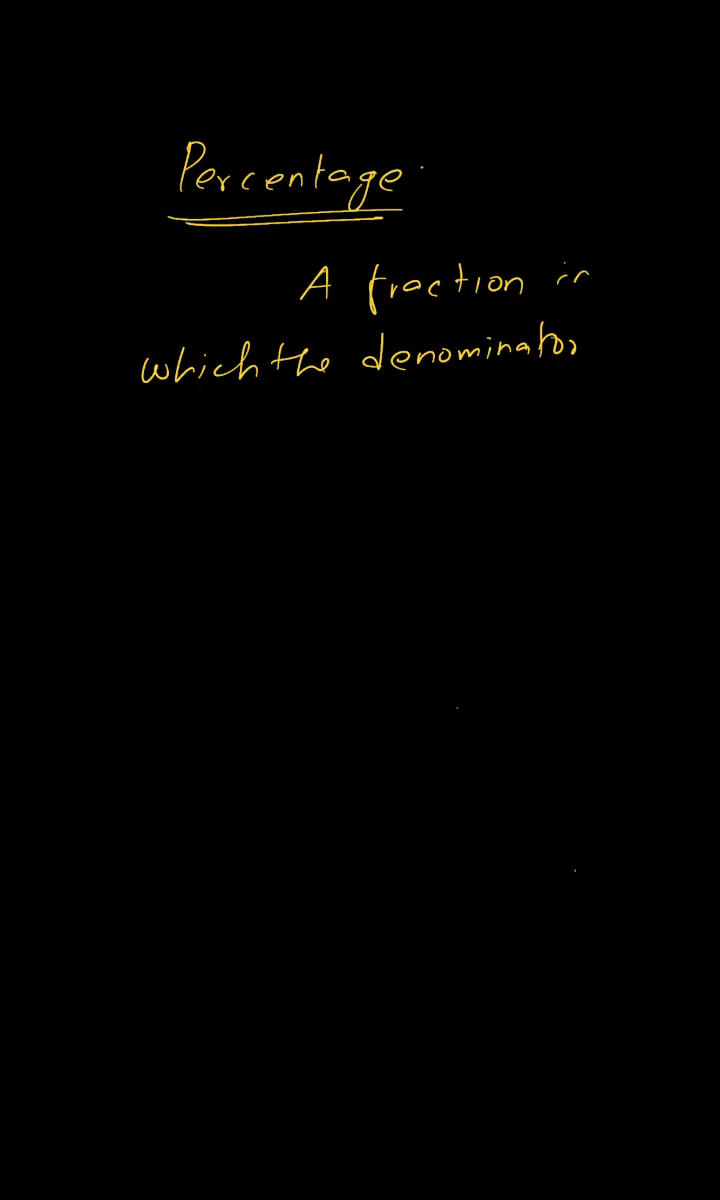 Percentage.
A fraction in
which the denominator